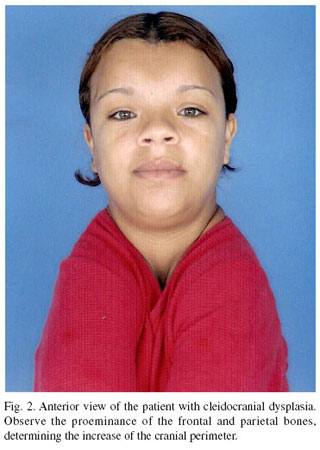 Fig. 2. Anterior view of the patient with cleidocranial dysplasia.
Observe the proeminance of the frontal and parietal bones,
determining the increase of the cranial perimeter.